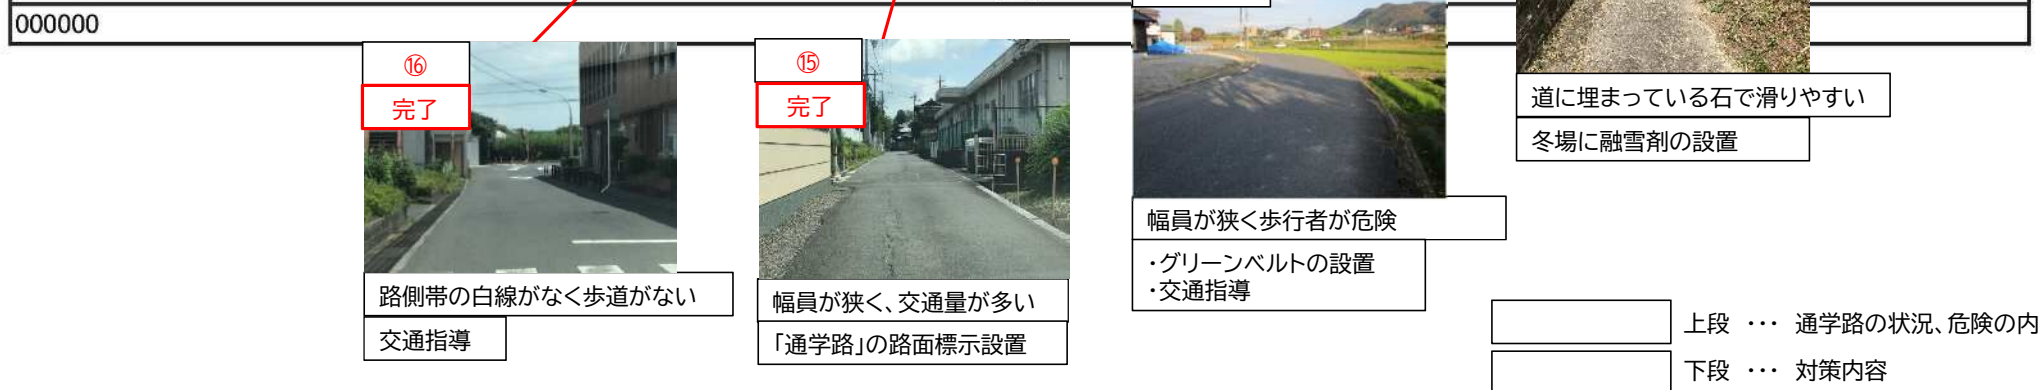 000000
⑯
完了
路側帯の白線がなく歩道がない
交通指導
⑮
完了
幅員が狭く、交通量が多い
「通学路」の路面標示設置
幅員が狭く歩行者が危険
・グリーンベルトの設置
・交通指導
道に埋まっている石で滑りやすい
冬場に融雪剤の設置
上段 ・・・ 通学路の状況、危険の内
下段 ・・・ 対策内容